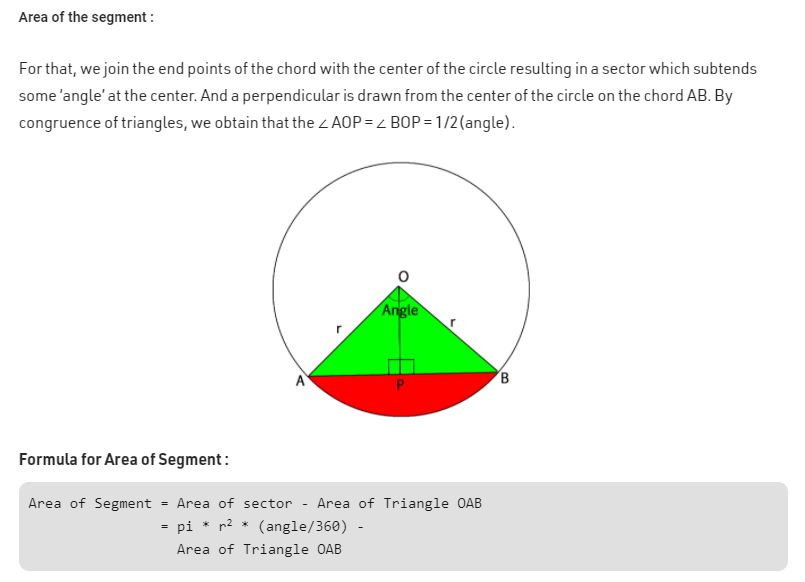 Area of the segment :
For that, we join the end points of the chord with the center of the circle resulting in a sector which subtends
some 'angle' at the center. And a perpendicular is drawn from the center of the circle on the chord AB. By
congruence of triangles, we obtain that the ∠ AOP = ∠ BOP = 1/2(angle).
O
Angle
r
r
A
P
B
Formula for Area of Segment :
Area of Segment = Area of sector - Area of Triangle OAB
= pi * r² * (angle/360) -
Area of Triangle OAB